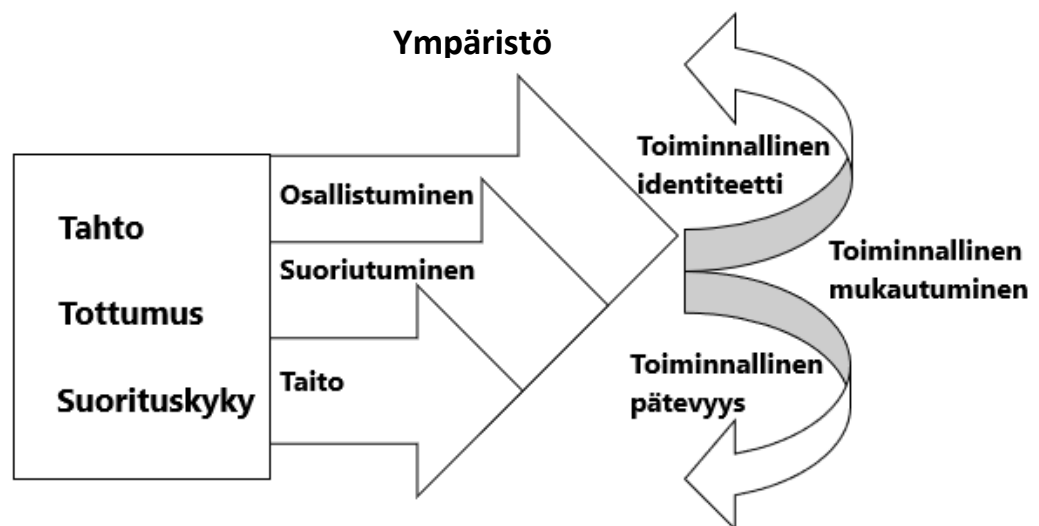 Ympäristö
Tahto
Tottumus
Suorituskyky
Osallistuminen
Suoriutuminen
Taito
Toiminnallinen
identiteetti
Toiminnallinen
mukautuminen
Toiminnallinen
pätevyys